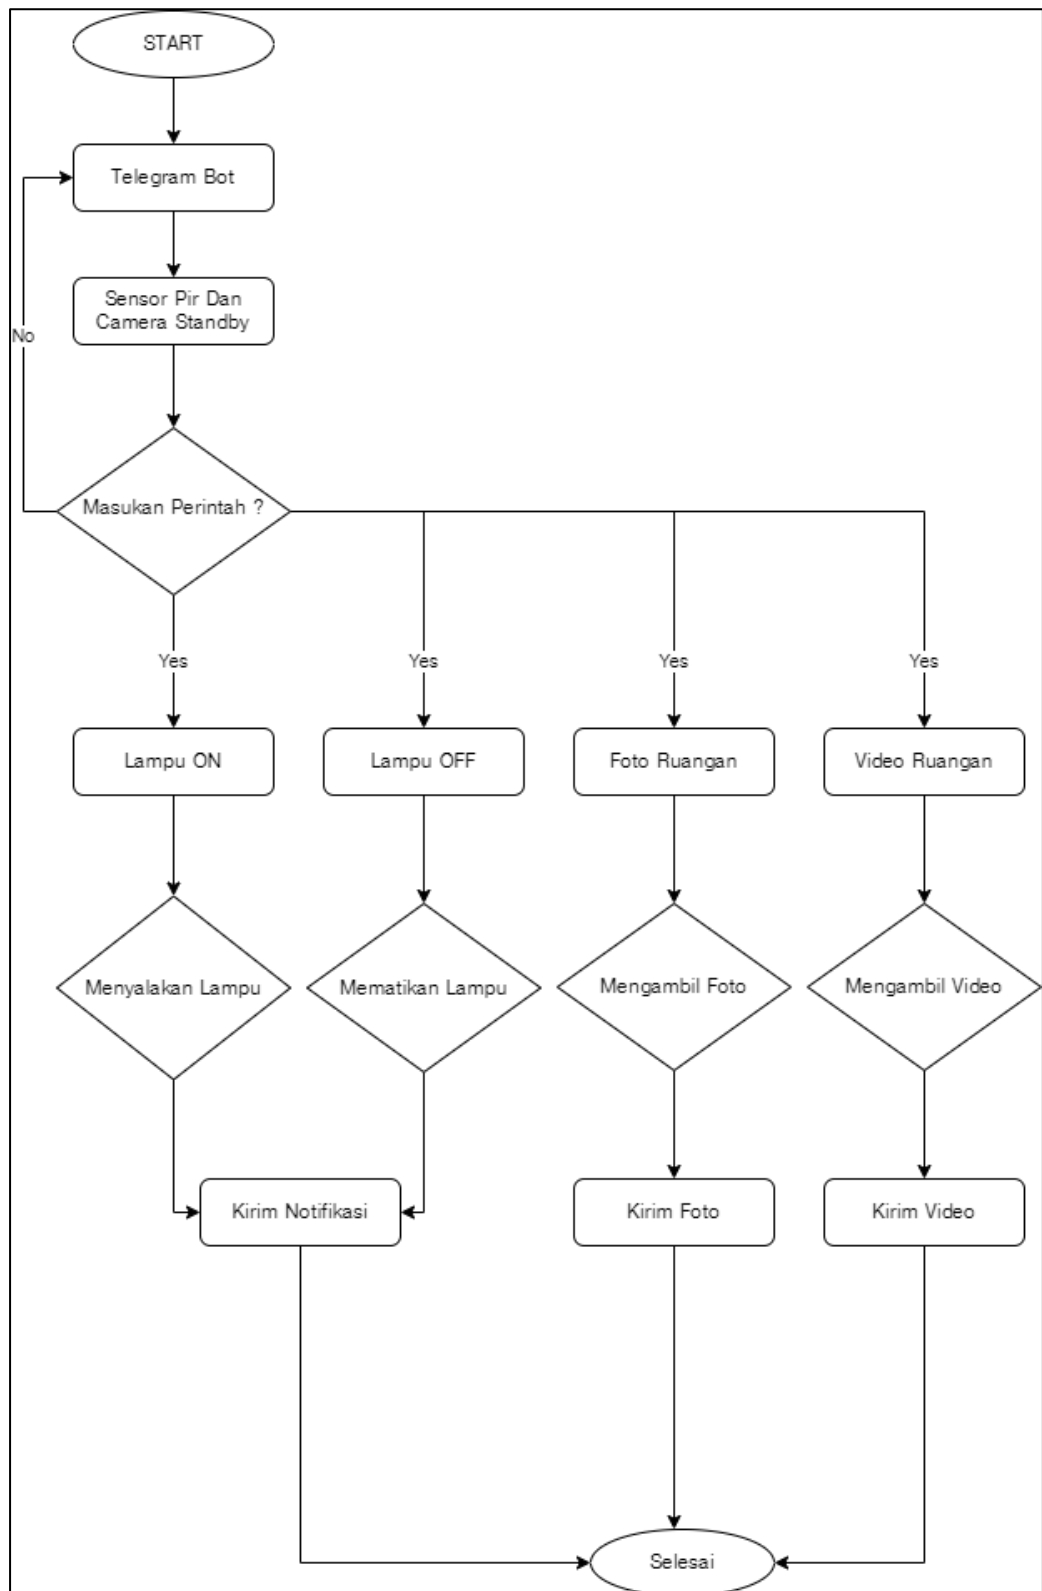 START
Telegram Bot
Sensor Pir Dan
Camera Standby
No
Masukan Perintah ?
Yes
Yes
Yes
Yes
Lampu ON
Lampu OFF
Foto Ruangan
Video Ruangan
Menyalakan Lampu
Mematikan Lampu
Mengambil Foto
Mengambil Video
Kirim Notifikasi
Kirim Foto
Kirim Video
Selesai